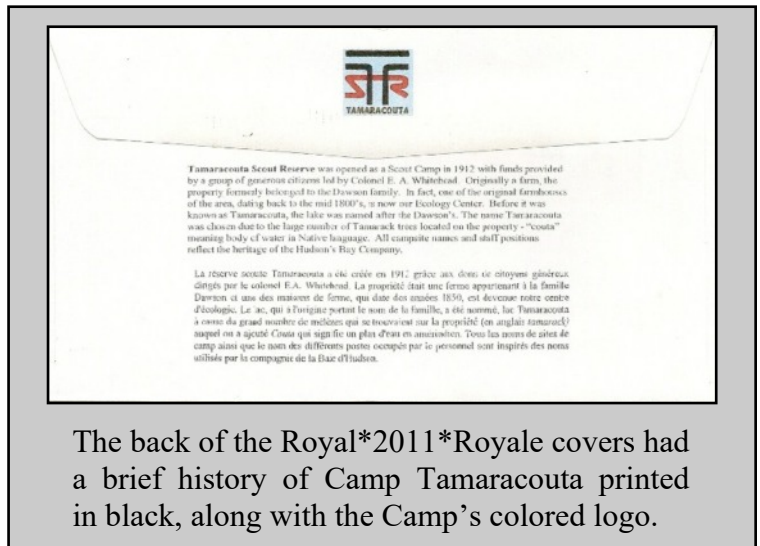 TSR
TAMARACOUTA
Tamaracouta Scout Reserve was opened as a Scout Camp in 1912 with funds provided
by a group of generous citizens led by Colonel E. A. Whitehead. Originally a farm, the
property formerly belonged to the Dawson family. In fact, one of the original farmhouses
of the area, dating back to the mid 1800's, is now our Ecology Center. Before it was
known as Tamaracouta, the lake was named after the Dawson's. The name Tamaracouta
was chosen due to the large number of Tamarack trees located on the property - "couta"
meaning body of water in Native language. All campsite names and staff positions
reflect the heritage of the Hudson's Bay Company.
La réserve scoute Tamaracouta a été créée en 1912 grâce aux dons de citoyens généreux
dirigés par le colonel E.A. Whitehead. La propriété était une ferme appartenant à la famille
Dawson et une des maisons de ferme, qui date des années 1850, est devenue notre centre
d'écologie. Le lac, qui à l'origine portait le nom de la famille, a été nommé, lac Tamaracouta
à cause du grand nombre de mélèzes qui se trouvaient sur la propriété (en anglais tamarack)
auquel on a ajouté Couta qui signifie un plan d'eau en amérindien. Tous les noms de sites de
camp ainsi que le nom des différents postes occupés par le personnel sont inspirés des noms
utilisés par la compagnie de la Baie d'Hudson.
The back of the Royal*2011*Royale covers had
a brief history of Camp Tamaracouta printed
in black, along with the Camp's colored logo.